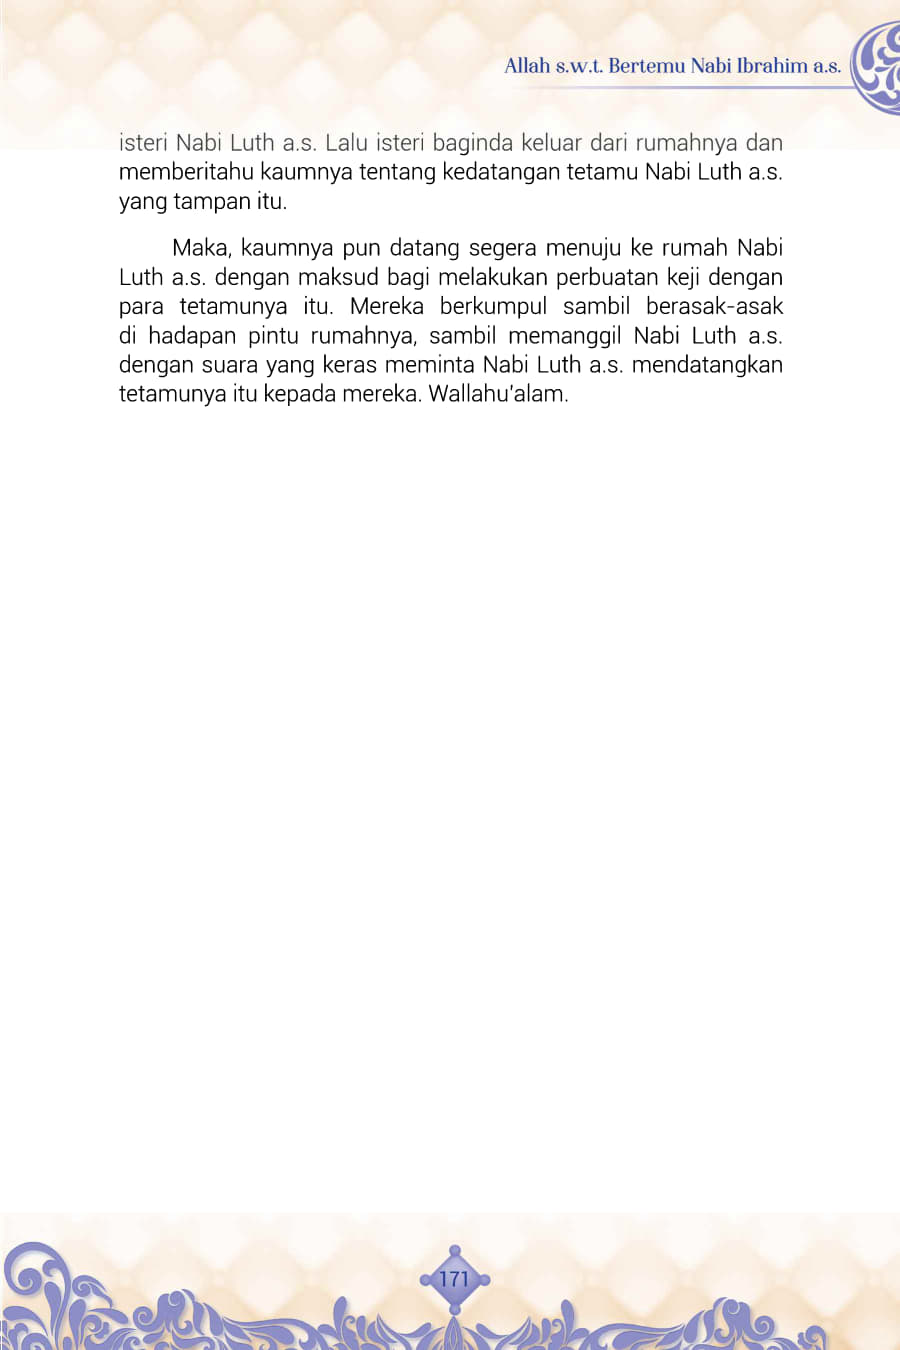 Allah s.w.t. Bertemu Nabi Ibrahim a.s.
isteri Nabi Luth a.s. Lalu isteri baginda keluar dari rumahnya dan
memberitahu kaumnya tentang kedatangan tetamu Nabi Luth a.s.
yang tampan itu.
Maka, kaumnya pun datang segera menuju ke rumah Nabi
Luth a.s. dengan maksud bagi melakukan perbuatan keji dengan
para tetamunya itu. Mereka berkumpul sambil berasak-asak
di hadapan pintu rumahnya, sambil memanggil Nabi Luth a.s.
dengan suara yang keras meminta Nabi Luth a.s. mendatangkan
tetamunya itu kepada mereka. Wallahu'alam.
171